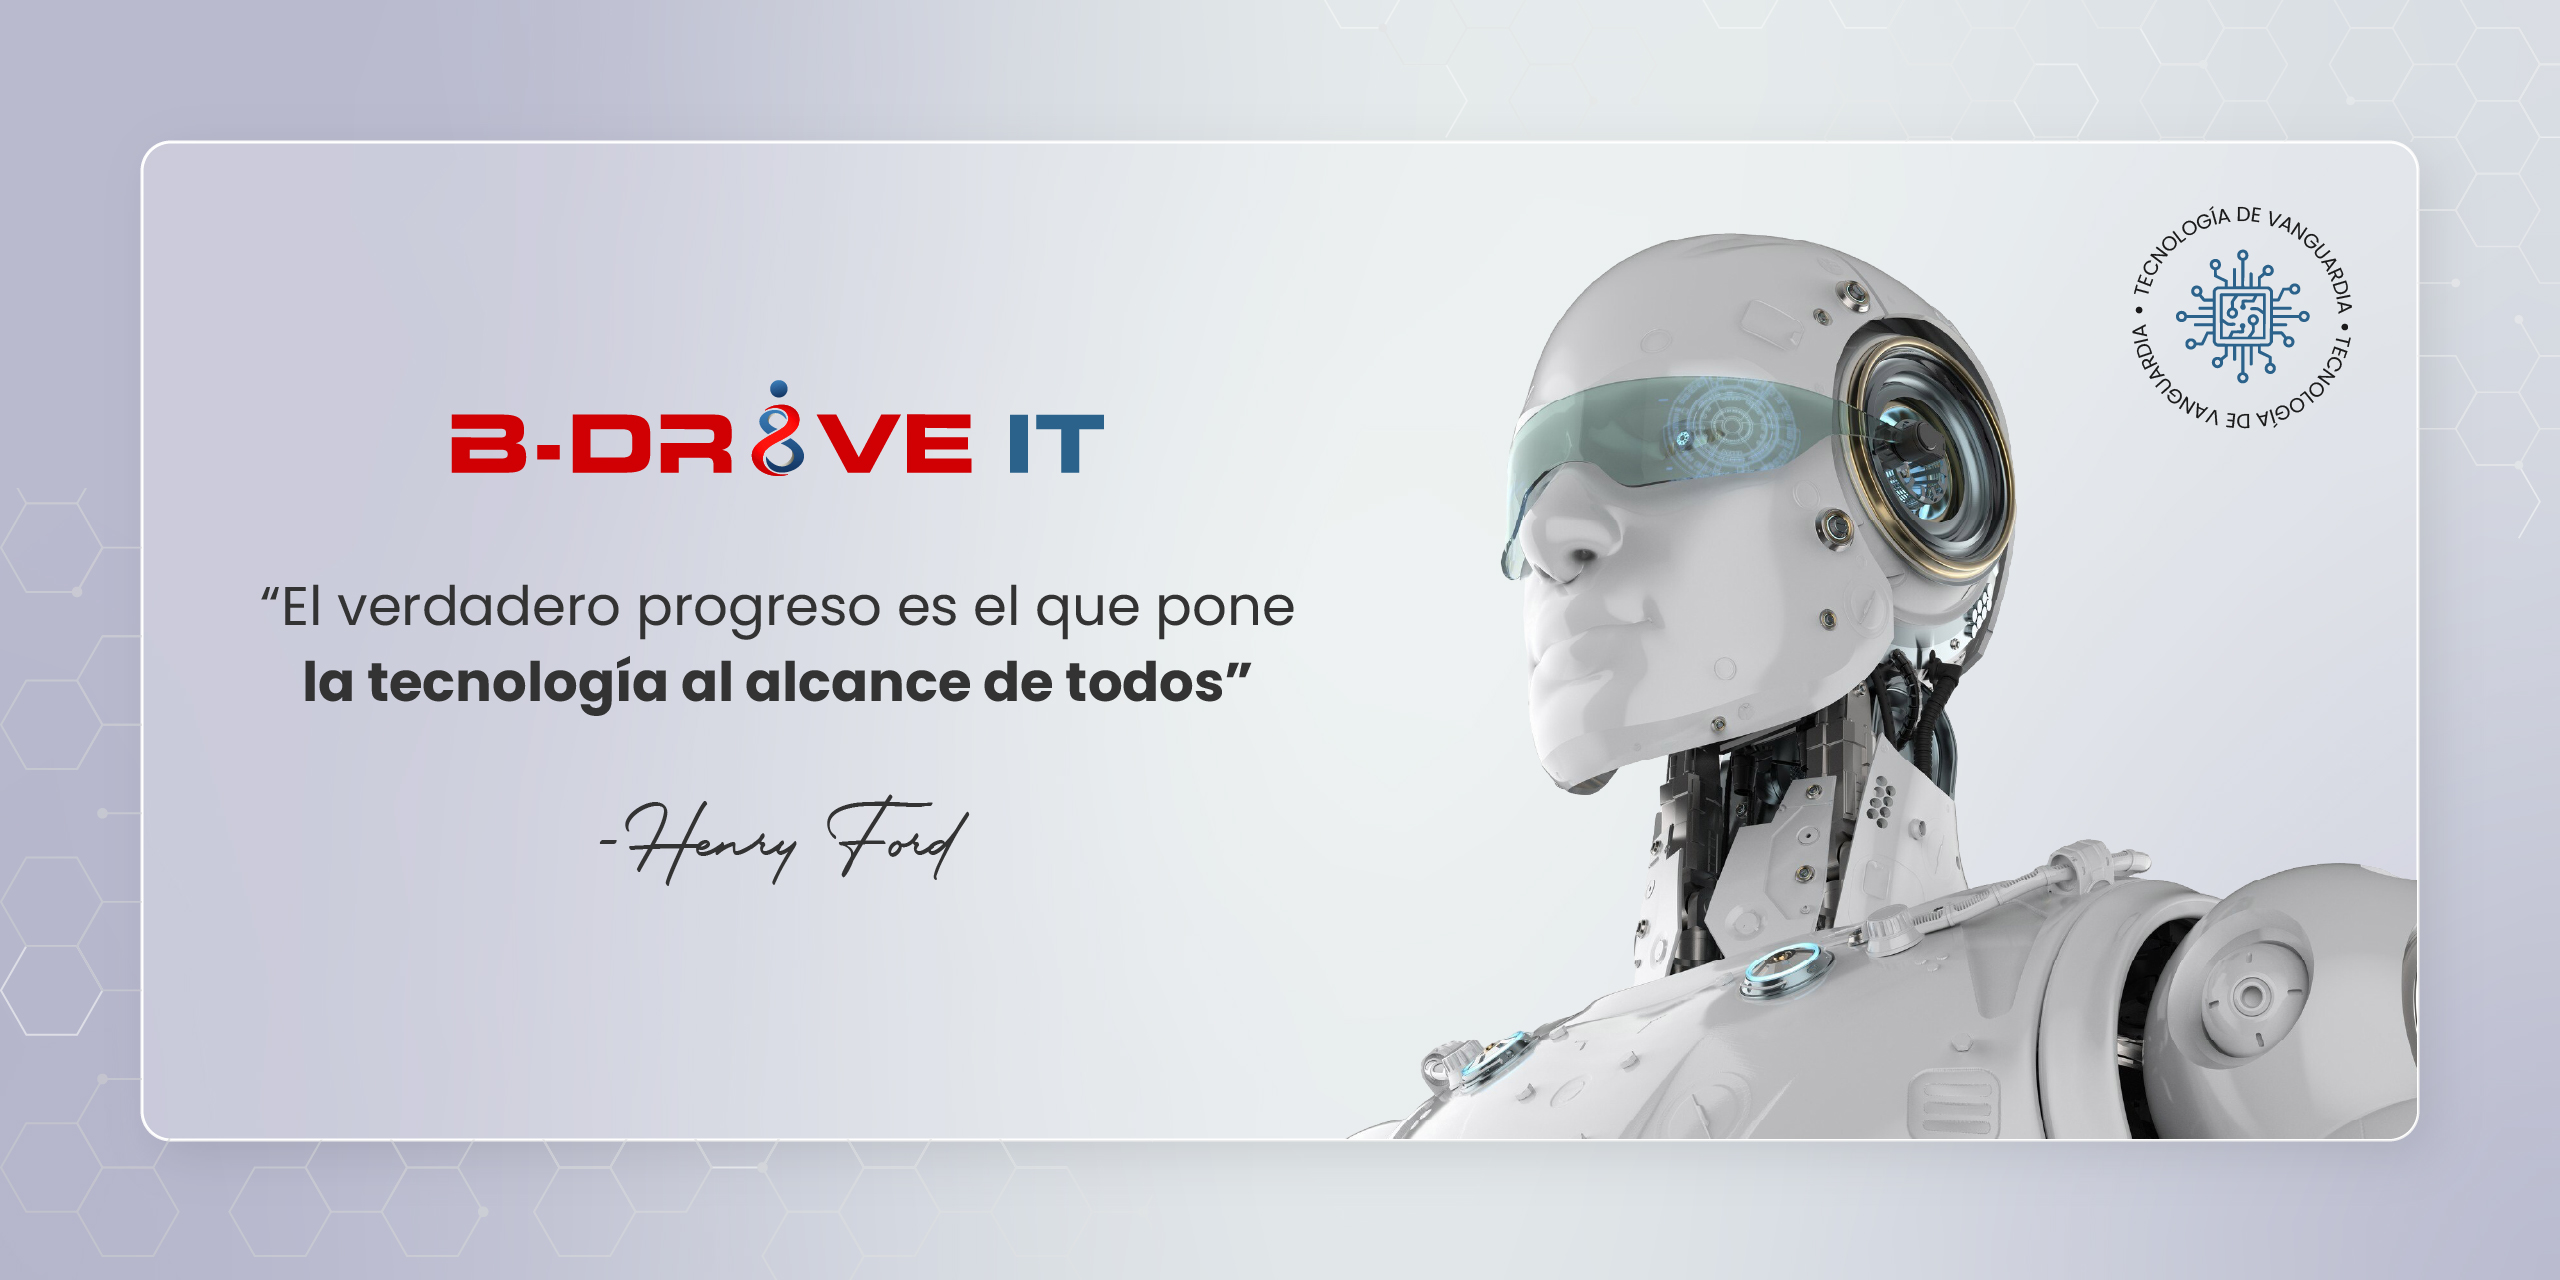 B-DRIVE IT
“El verdadero progreso es el que pone
la tecnología al alcance de todos”
-Henry Ford
TECNOLOGÍA DE VANGUARDIA • TECNOLOGÍA DE VANGUARDIA •